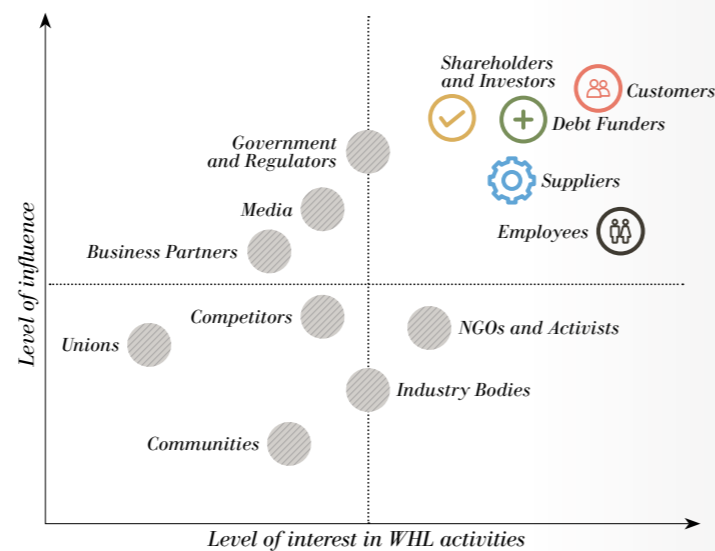 Shareholders
and Investors
Customers
Debt Funders
Government
and Regulators
Suppliers
Media
Employees
Business Partners
Competitors
NGOs and Activists
Unions
Industry Bodies
Communities
Level of influence
Level of interest in WHL activities